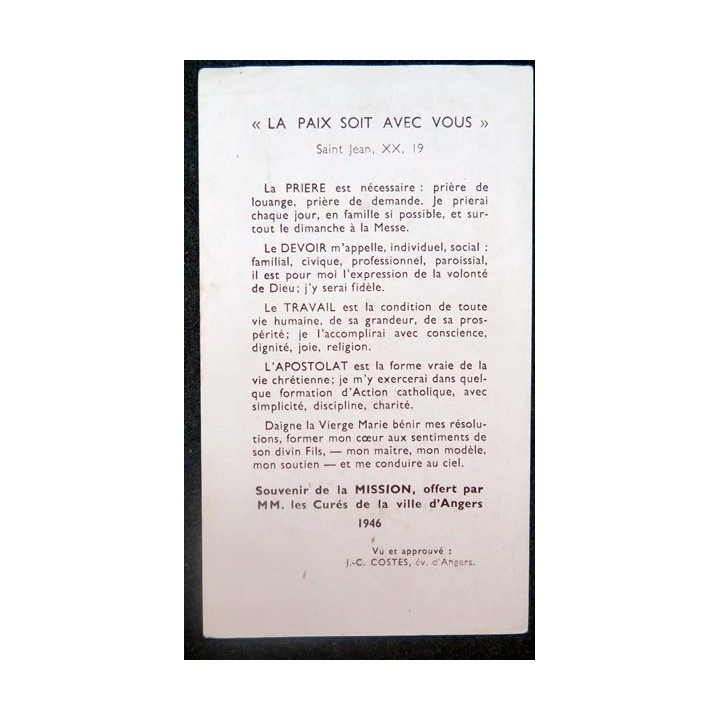 « LA PAIX SOIT AVEC VOUS »
Saint Jean, XX, 19
La PRIERE est nécessaire : prière de
louange, prière de demande. Je prierai
chaque jour, en famille si possible, et sur-
tout le dimanche à la Messe.
Le DEVOIR m'appelle, individuel, social :
familial, civique, professionnel, paroissial,
il est pour moi l'expression de la volonté
de Dieu ; j'y serai fidèle.
Le TRAVAIL est la condition de toute
vie humaine, de sa grandeur, de sa pros-
périté ; je l'accomplirai avec conscience,
dignité, joie, religion.
L'APOSTOLAT est la forme vraie de la
vie chrétienne ; je m'y exercerai dans quel-
que formation d'Action catholique, avec
simplicité, discipline, charité.
Daigne la Vierge Marie bénir mes résolu-
tions, former mon cœur aux sentiments de
son divin Fils, — mon maître, mon modèle,
mon soutien — et me conduire au ciel.
Souvenir de la MISSION, offert par
MM. les Curés de la ville d'Angers
1946
Vu et approuvé :
J.-C. COSTES, év. d'Angers.